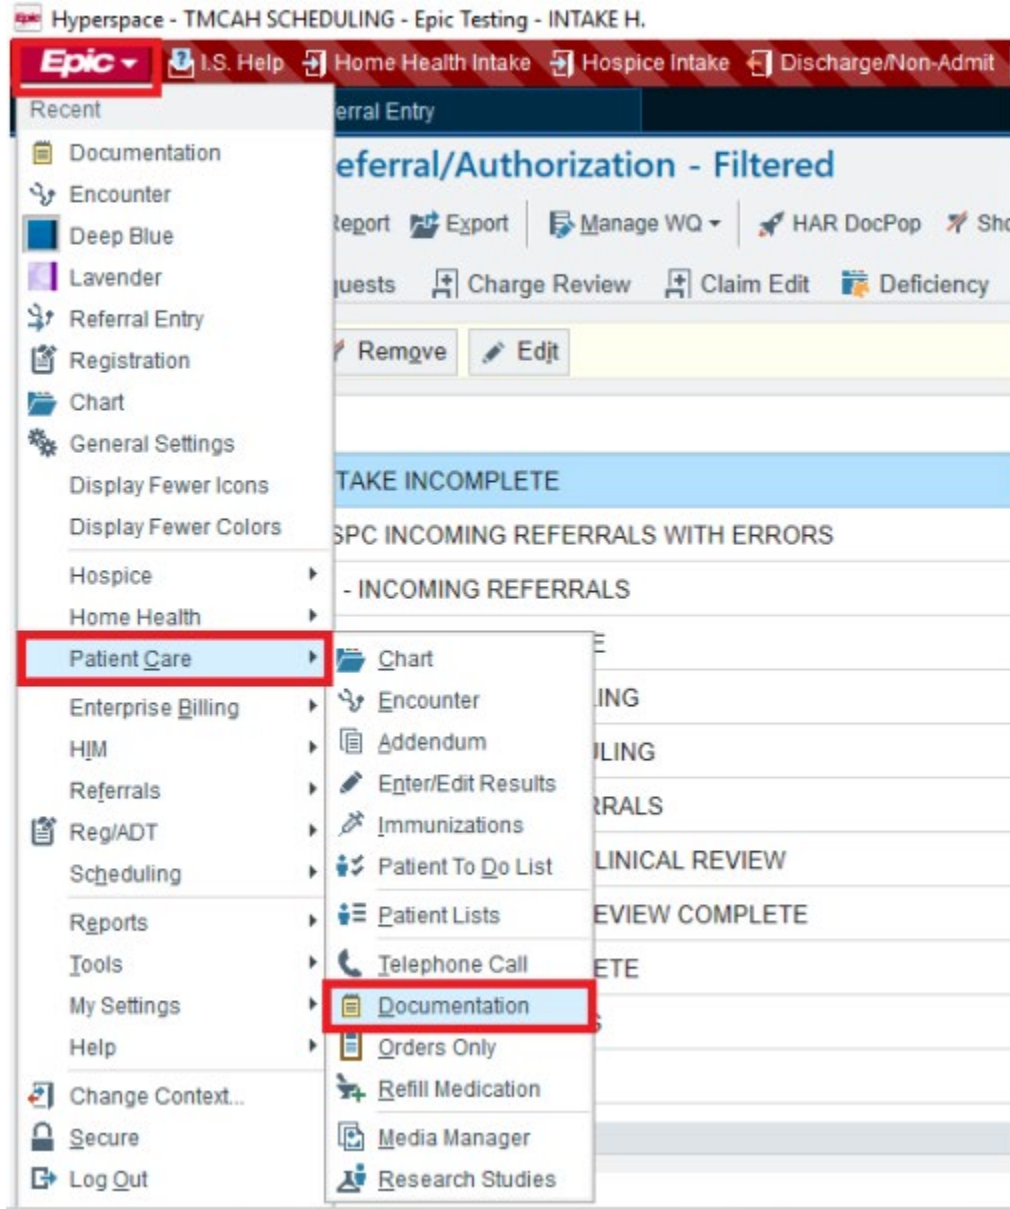 Hyperspace - TMCAH SCHEDULING - Epic Testing - INTAKE H.
Epic I.S. Help Home Health Intake Hospice Intake Discharge/Non-Admit
Recent
erral Entry
Documentation
eferral/Authorization - Filtered
Encounter
Deep Blue
Report Export Manage WQ HAR DocPop Sho
Lavender
quests Charge Review Claim Edit Deficiency
Referral Entry
Registration
Remove Edit
Chart
General Settings
Display Fewer Icons
TAKE INCOMPLETE
Display Fewer Colors
SPC INCOMING REFERRALS WITH ERRORS
Hospice
- INCOMING REFERRALS
Home Health
Patient Care
Chart
E
Enterprise Billing
Encounter
ING
HIM
Addendum
ULING
Referrals
Enter/Edit Results
RRALS
Reg/ADT
Immunizations
Scheduling
Patient To Do List
LINICAL REVIEW
Reports
Patient Lists
EVIEW COMPLETE
Tools
Telephone Call
ETE
My Settings
Documentation
Help
Orders Only
Change Context...
Refill Medication
Secure
Media Manager
Log Out
Research Studies